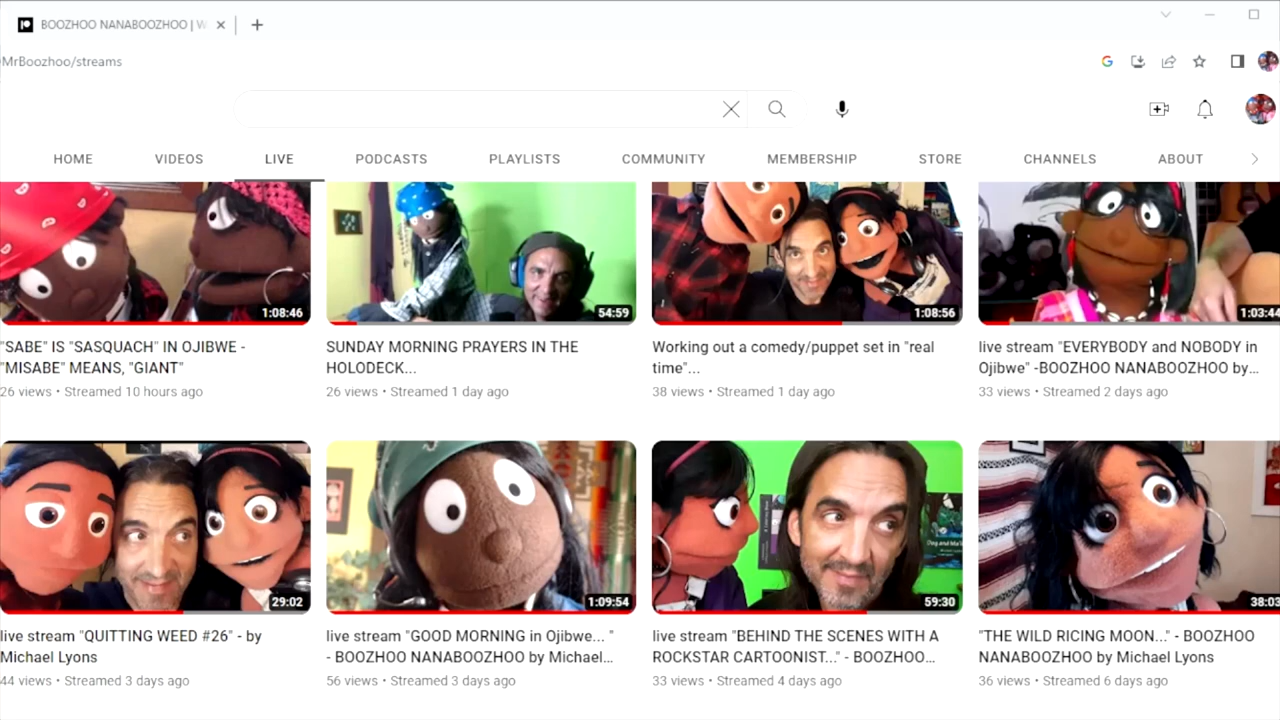 BOOZHOO NANABOOZHOO | W
MrBoozhoo/streams
HOME VIDEOS LIVE PODCASTS PLAYLISTS COMMUNITY MEMBERSHIP STORE CHANNELS ABOUT
1:08:46 54:59 1:08:56 1:03:44
"SABE" IS "SASQUACH" IN OJIBWE -
"MISABE" MEANS, "GIANT"
26 views • Streamed 10 hours ago
SUNDAY MORNING PRAYERS IN THE
HOLODECK...
26 views • Streamed 1 day ago
Working out a comedy/puppet set in "real
time"...
38 views • Streamed 1 day ago
live stream "EVERYBODY and NOBODY in
Ojibwe" -BOOZHOO NANABOOZHOO by...
33 views • Streamed 2 days ago
29:02 1:09:54 59:30 38:03
live stream "QUITTING WEED #26" - by
Michael Lyons
44 views • Streamed 3 days ago
live stream "GOOD MORNING in Ojibwe... "
- BOOZHOO NANABOOZHOO by Michael...
56 views • Streamed 3 days ago
live stream "BEHIND THE SCENES WITH A
ROCKSTAR CARTOONIST..." - BOOZHOO...
33 views • Streamed 4 days ago
"THE WILD RICING MOON..." - BOOZHOO
NANABOOZHOO by Michael Lyons
36 views • Streamed 6 days ago